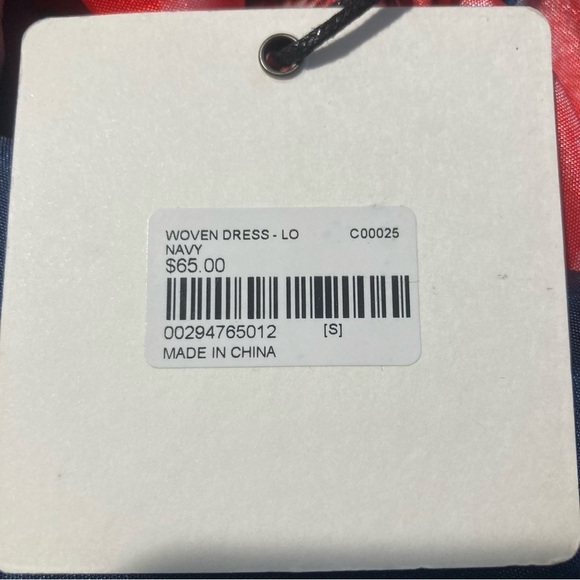 WOVEN DRESS - LO C00025
NAVY
$65.00
00294765012 [S]
MADE IN CHINA